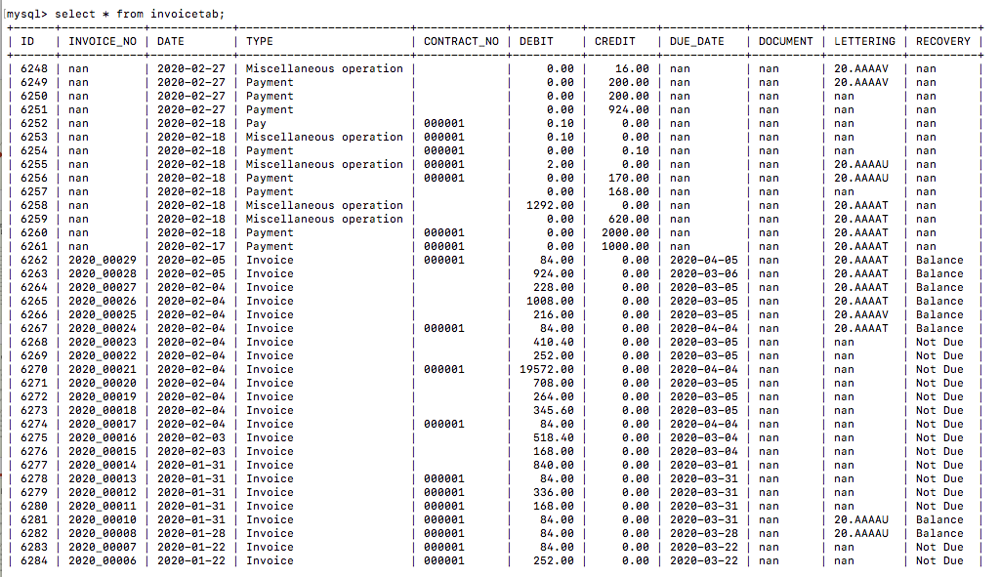 mysql> select * from invoicetab;
| ID | INVOICE_NO | DATE | TYPE | CONTRACT_NO | DEBIT | CREDIT | DUE_DATE | DOCUMENT | LETTERING | RECOVERY |
| 6248 | nan | 2020-02-27 | Miscellaneous operation | | 0.00 | 16.00 | nan | nan | 20.AAAAV | nan |
| 6249 | nan | 2020-02-27 | Payment | | 0.00 | 200.00 | nan | nan | 20.AAAAV | nan |
| 6250 | nan | 2020-02-27 | Payment | | 0.00 | 200.00 | nan | nan | nan | nan |
| 6251 | nan | 2020-02-27 | Payment | | 0.00 | 924.00 | nan | nan | nan | nan |
| 6252 | nan | 2020-02-18 | Pay | 000001 | 0.10 | 0.00 | nan | nan | nan | nan |
| 6253 | nan | 2020-02-18 | Miscellaneous operation | 000001 | 0.10 | 0.00 | nan | nan | nan | nan |
| 6254 | nan | 2020-02-18 | Payment | 000001 | 0.00 | 0.10 | nan | nan | nan | nan |
| 6255 | nan | 2020-02-18 | Miscellaneous operation | 000001 | 2.00 | 0.00 | nan | nan | 20.AAAAU | nan |
| 6256 | nan | 2020-02-18 | Payment | 000001 | 0.00 | 170.00 | nan | nan | 20.AAAAU | nan |
| 6257 | nan | 2020-02-18 | Payment | | 0.00 | 168.00 | nan | nan | nan | nan |
| 6258 | nan | 2020-02-18 | Miscellaneous operation | | 1292.00 | 0.00 | nan | nan | 20.AAAAT | nan |
| 6259 | nan | 2020-02-18 | Miscellaneous operation | | 0.00 | 620.00 | nan | nan | 20.AAAAT | nan |
| 6260 | nan | 2020-02-18 | Payment | 000001 | 0.00 | 2000.00 | nan | nan | 20.AAAAT | nan |
| 6261 | nan | 2020-02-17 | Payment | 000001 | 0.00 | 1000.00 | nan | nan | 20.AAAAT | nan |
| 6262 | 2020_00029 | 2020-02-05 | Invoice | 000001 | 84.00 | 0.00 | 2020-04-05 | nan | 20.AAAAT | Balance |
| 6263 | 2020_00028 | 2020-02-05 | Invoice | | 924.00 | 0.00 | 2020-03-06 | nan | 20.AAAAT | Balance |
| 6264 | 2020_00027 | 2020-02-04 | Invoice | | 228.00 | 0.00 | 2020-03-05 | nan | 20.AAAAT | Balance |
| 6265 | 2020_00026 | 2020-02-04 | Invoice | | 1008.00 | 0.00 | 2020-03-05 | nan | 20.AAAAT | Balance |
| 6266 | 2020_00025 | 2020-02-04 | Invoice | | 216.00 | 0.00 | 2020-03-05 | nan | 20.AAAAV | Balance |
| 6267 | 2020_00024 | 2020-02-04 | Invoice | 000001 | 84.00 | 0.00 | 2020-04-04 | nan | 20.AAAAT | Balance |
| 6268 | 2020_00023 | 2020-02-04 | Invoice | | 410.40 | 0.00 | 2020-03-05 | nan | nan | Not Due |
| 6269 | 2020_00022 | 2020-02-04 | Invoice | | 252.00 | 0.00 | 2020-03-05 | nan | nan | Not Due |
| 6270 | 2020_00021 | 2020-02-04 | Invoice | 000001 | 19572.00 | 0.00 | 2020-04-04 | nan | nan | Not Due |
| 6271 | 2020_00020 | 2020-02-04 | Invoice | | 708.00 | 0.00 | 2020-03-05 | nan | nan | Not Due |
| 6272 | 2020_00019 | 2020-02-04 | Invoice | | 264.00 | 0.00 | 2020-03-05 | nan | nan | Not Due |
| 6273 | 2020_00018 | 2020-02-04 | Invoice | | 345.60 | 0.00 | 2020-03-05 | nan | nan | Not Due |
| 6274 | 2020_00017 | 2020-02-04 | Invoice | 000001 | 84.00 | 0.00 | 2020-04-04 | nan | nan | Not Due |
| 6275 | 2020_00016 | 2020-02-03 | Invoice | | 518.40 | 0.00 | 2020-03-04 | nan | nan | Not Due |
| 6276 | 2020_00015 | 2020-02-03 | Invoice | | 168.00 | 0.00 | 2020-03-04 | nan | nan | Not Due |
| 6277 | 2020_00014 | 2020-01-31 | Invoice | | 840.00 | 0.00 | 2020-03-01 | nan | nan | Not Due |
| 6278 | 2020_00013 | 2020-01-31 | Invoice | 000001 | 84.00 | 0.00 | 2020-03-31 | nan | nan | Not Due |
| 6279 | 2020_00012 | 2020-01-31 | Invoice | 000001 | 336.00 | 0.00 | 2020-03-31 | nan | nan | Not Due |
| 6280 | 2020_00011 | 2020-01-31 | Invoice | 000001 | 168.00 | 0.00 | 2020-03-31 | nan | nan | Not Due |
| 6281 | 2020_00010 | 2020-01-31 | Invoice | 000001 | 84.00 | 0.00 | 2020-03-31 | nan | 20.AAAAU | Balance |
| 6282 | 2020_00008 | 2020-01-28 | Invoice | 000001 | 84.00 | 0.00 | 2020-03-28 | nan | 20.AAAAU | Balance |
| 6283 | 2020_00007 | 2020-01-22 | Invoice | 000001 | 84.00 | 0.00 | 2020-03-22 | nan | nan | Not Due |
| 6284 | 2020_00006 | 2020-01-22 | Invoice | 000001 | 252.00 | 0.00 | 2020-03-22 | nan | nan | Not Due |